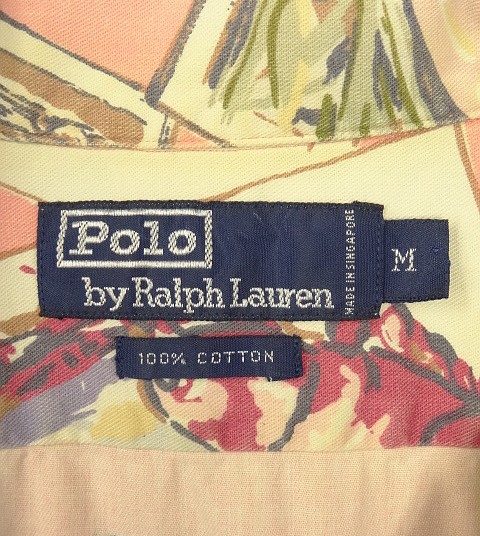 Polo
by Ralph Lauren
MADE IN SINGAPORE
M
100% COTTON